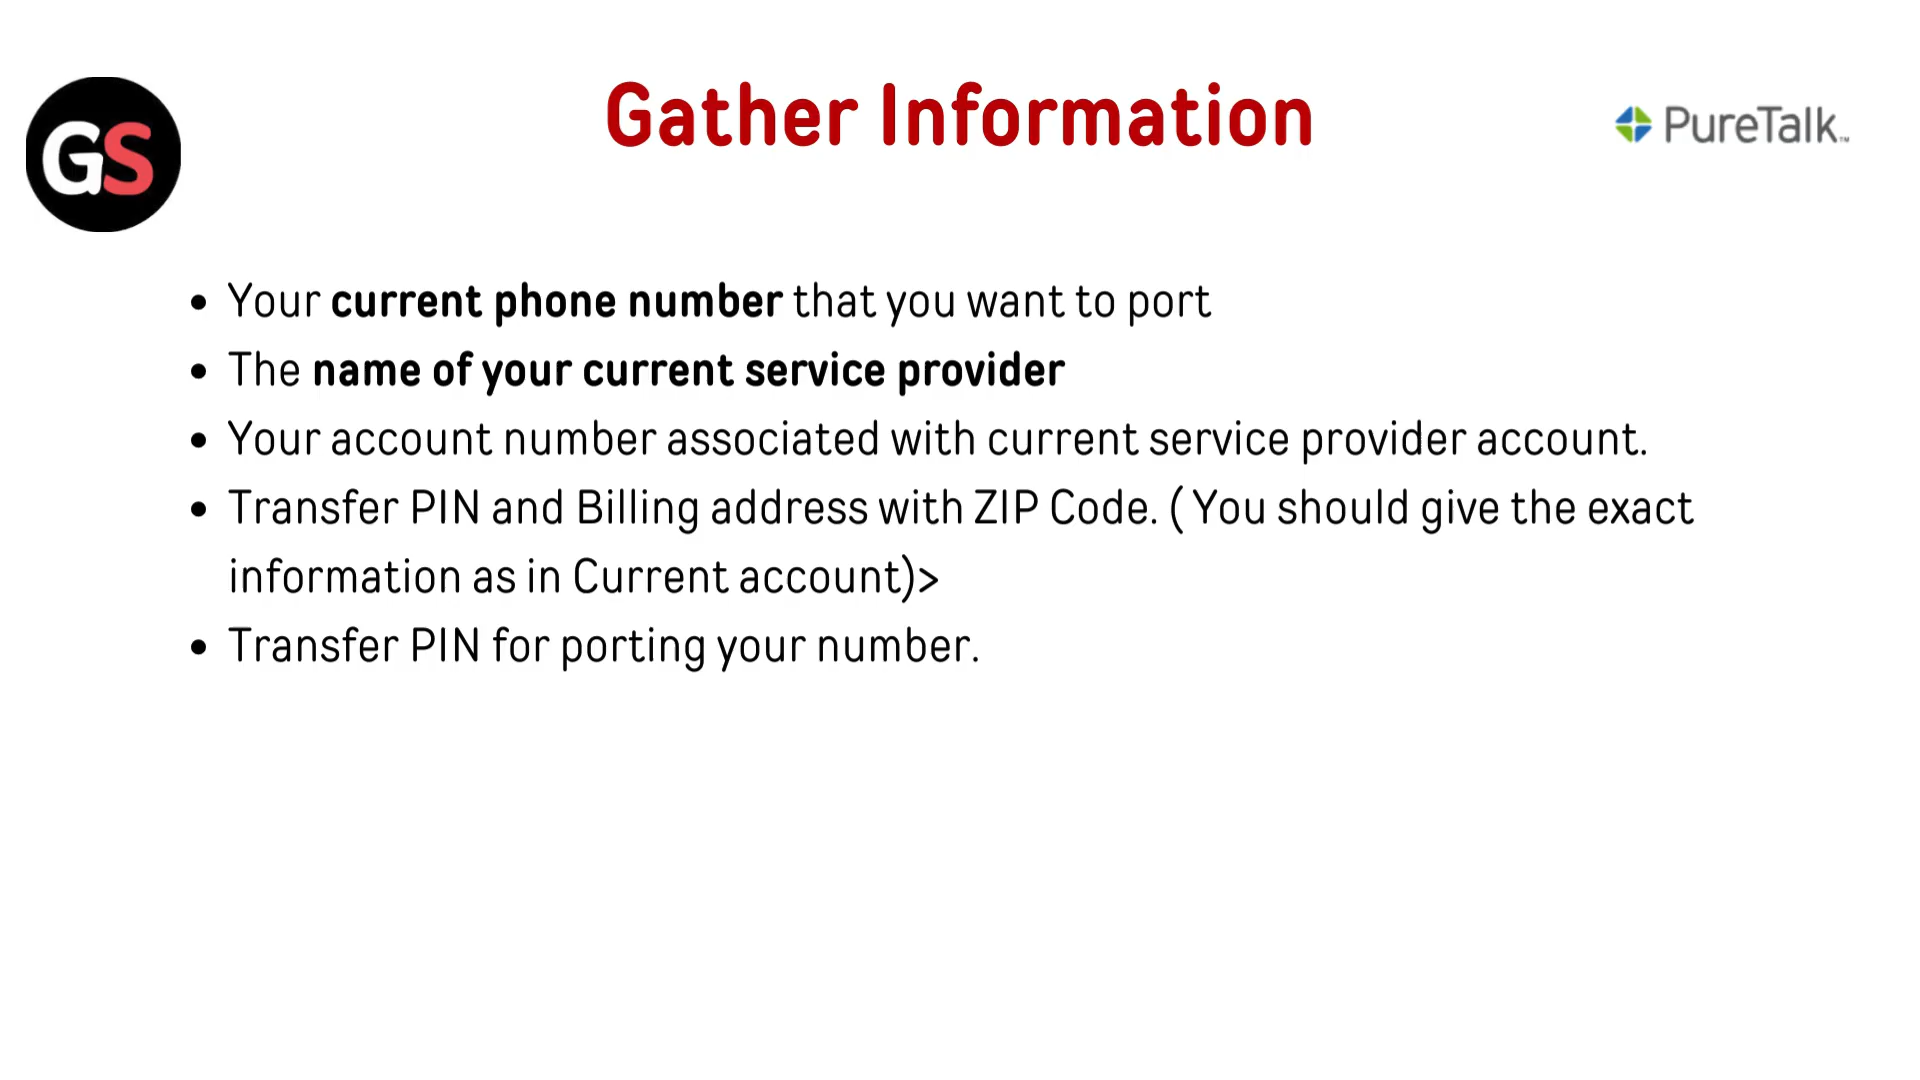 GS
Gather Information
PureTalk™
• Your current phone number that you want to port
• The name of your current service provider
• Your account number associated with current service provider account.
• Transfer PIN and Billing address with ZIP Code. ( You should give the exact
information as in Current account)>
• Transfer PIN for porting your number.